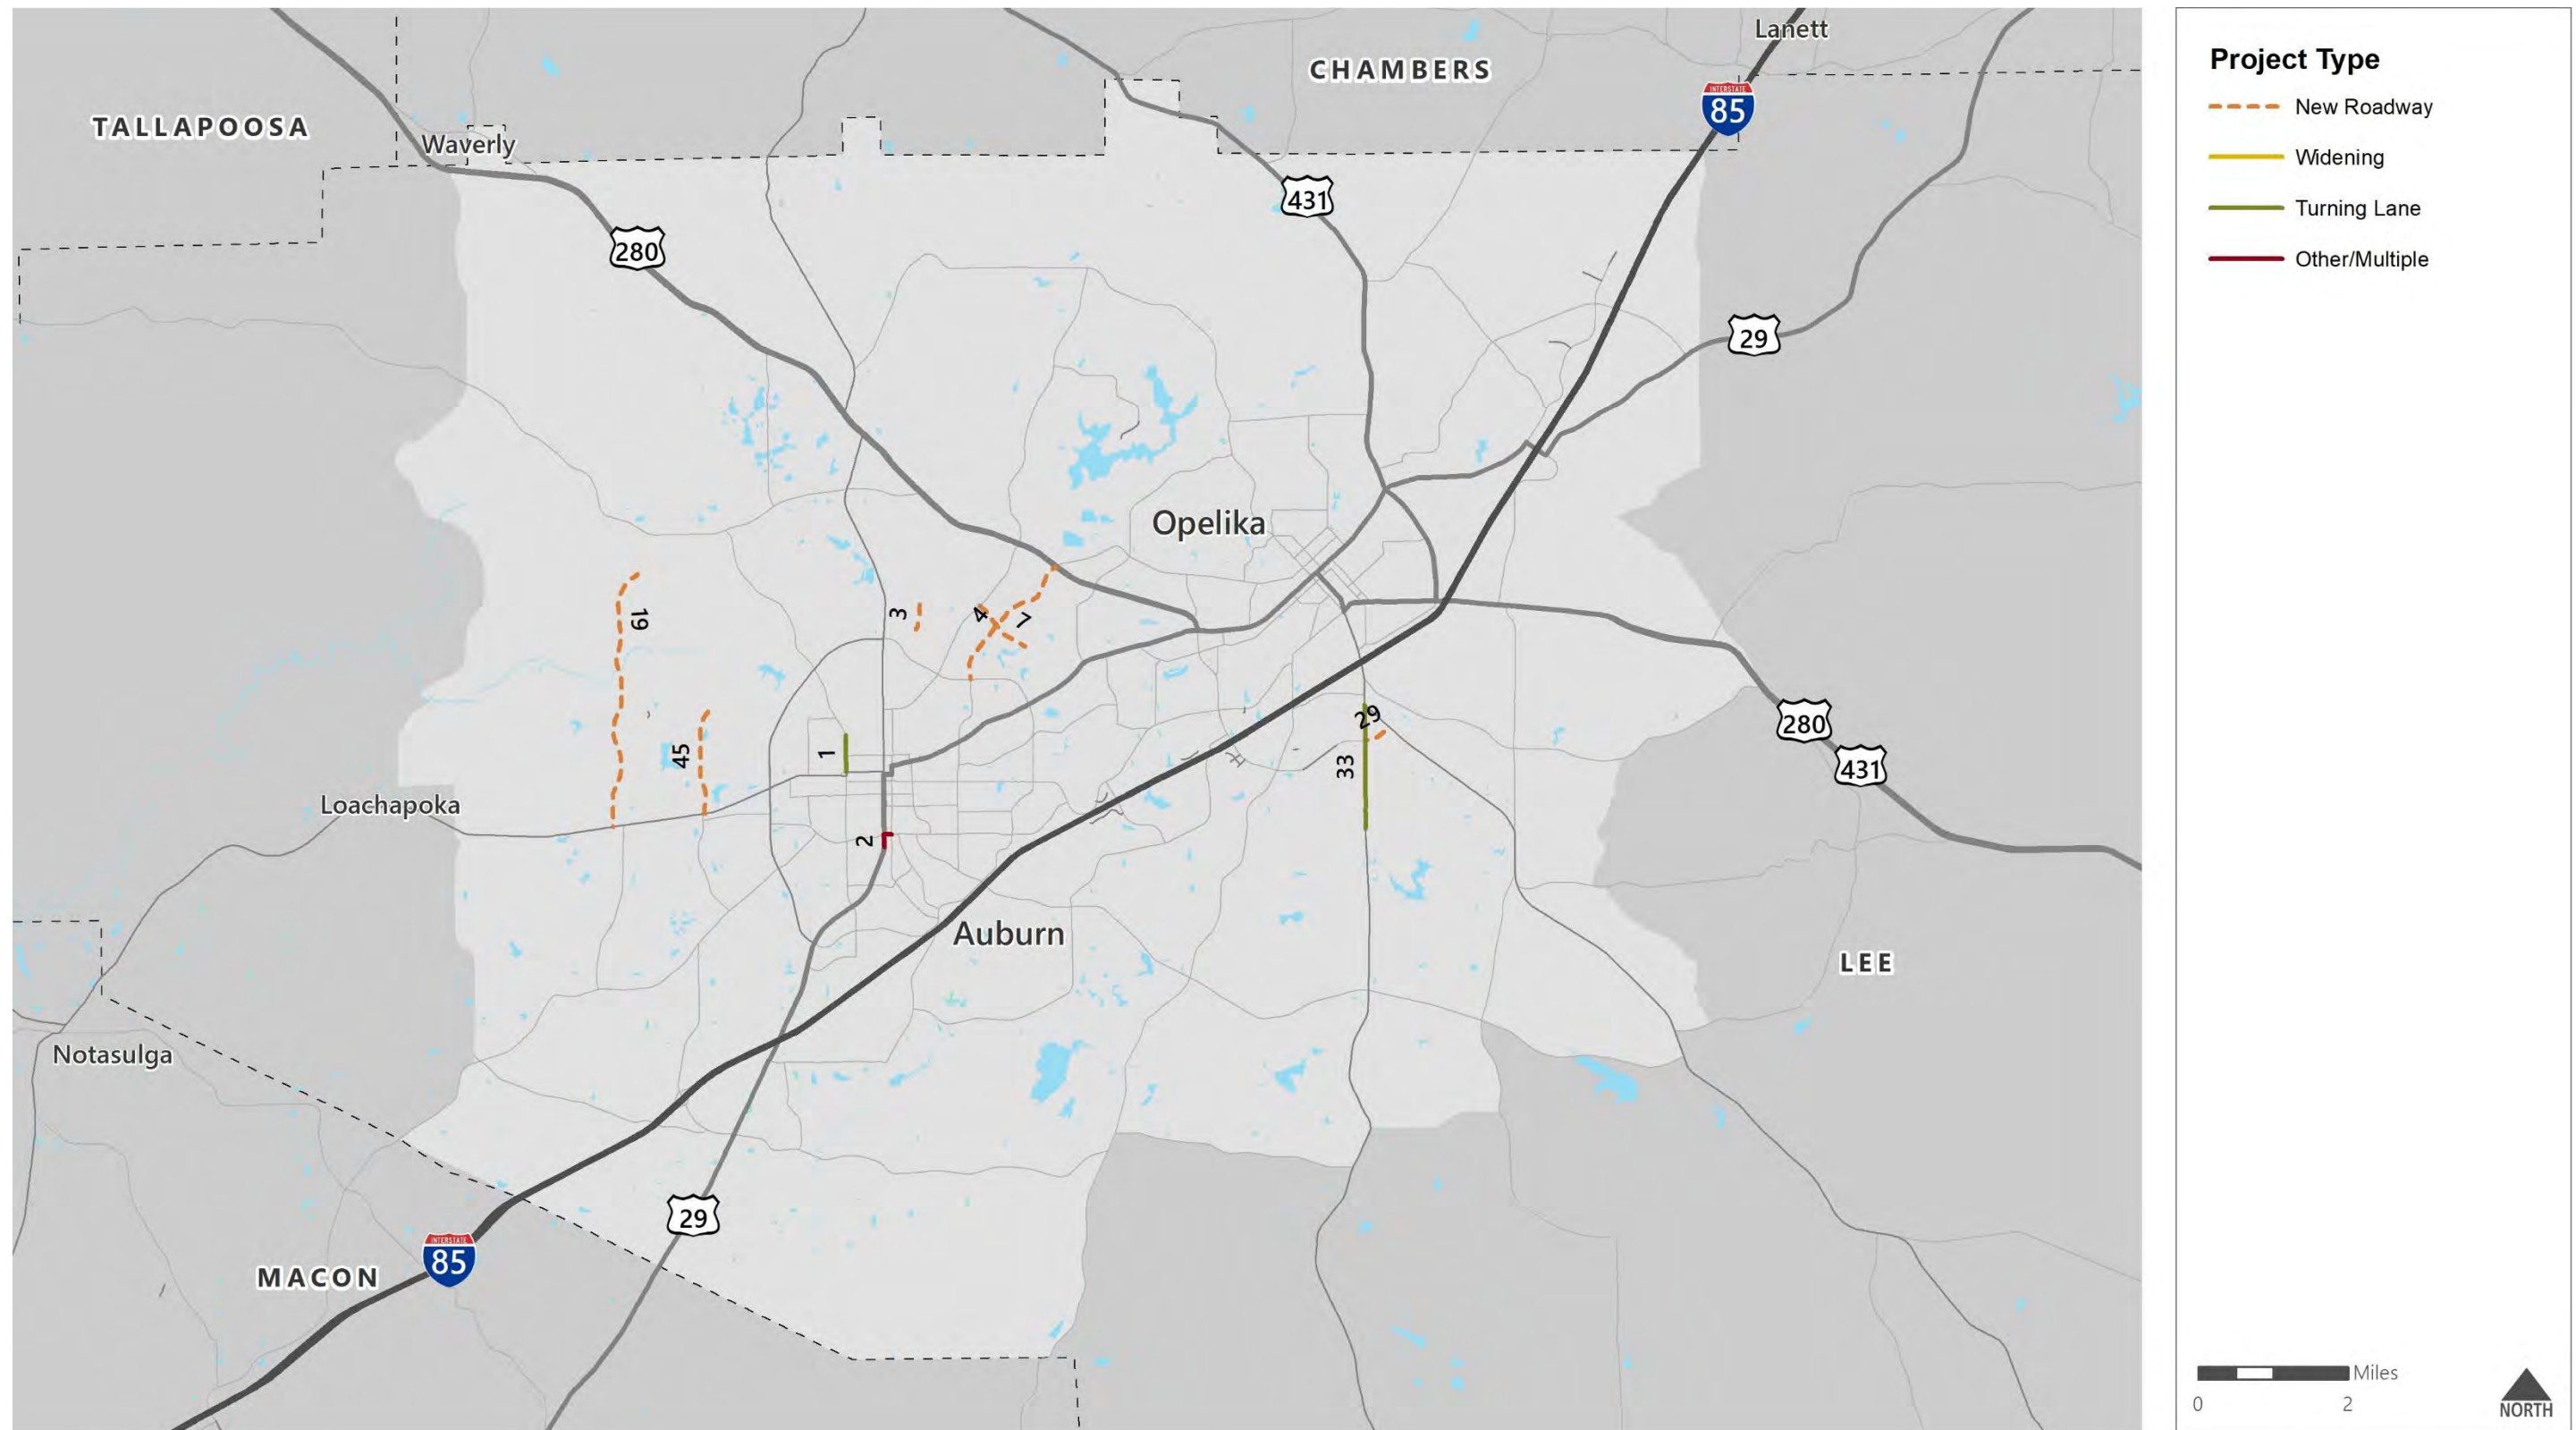 Lanett
CHAMBERS
INTERSTATE
85
TALLAPOOSA
Waverly
431
280
29
Opelika
19
3
4
7
29
280
45
1
33
431
Loachapoka
2
Auburn
LEE
Notasulga
29
INTERSTATE
85
MACON
Project Type
New Roadway
Widening
Turning Lane
Other/Multiple
Miles
0 2
NORTH